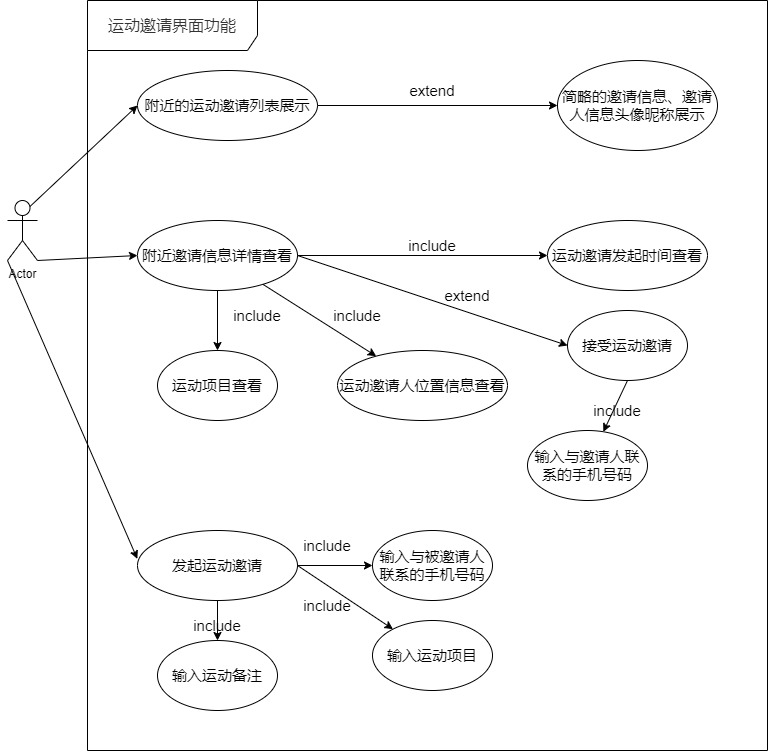 运动邀请界面功能
附近的运动邀请列表展示
extend
简略的邀请信息、邀请
人信息头像昵称展示
Actor
附近邀请信息详情查看
include
运动邀请发起时间查看
extend
include
include
接受运动邀请
运动项目查看
运动邀请人位置信息查看
include
输入与邀请人联
系的手机号码
发起运动邀请
include
输入与被邀请人
联系的手机号码
include
include
输入运动备注
输入运动项目